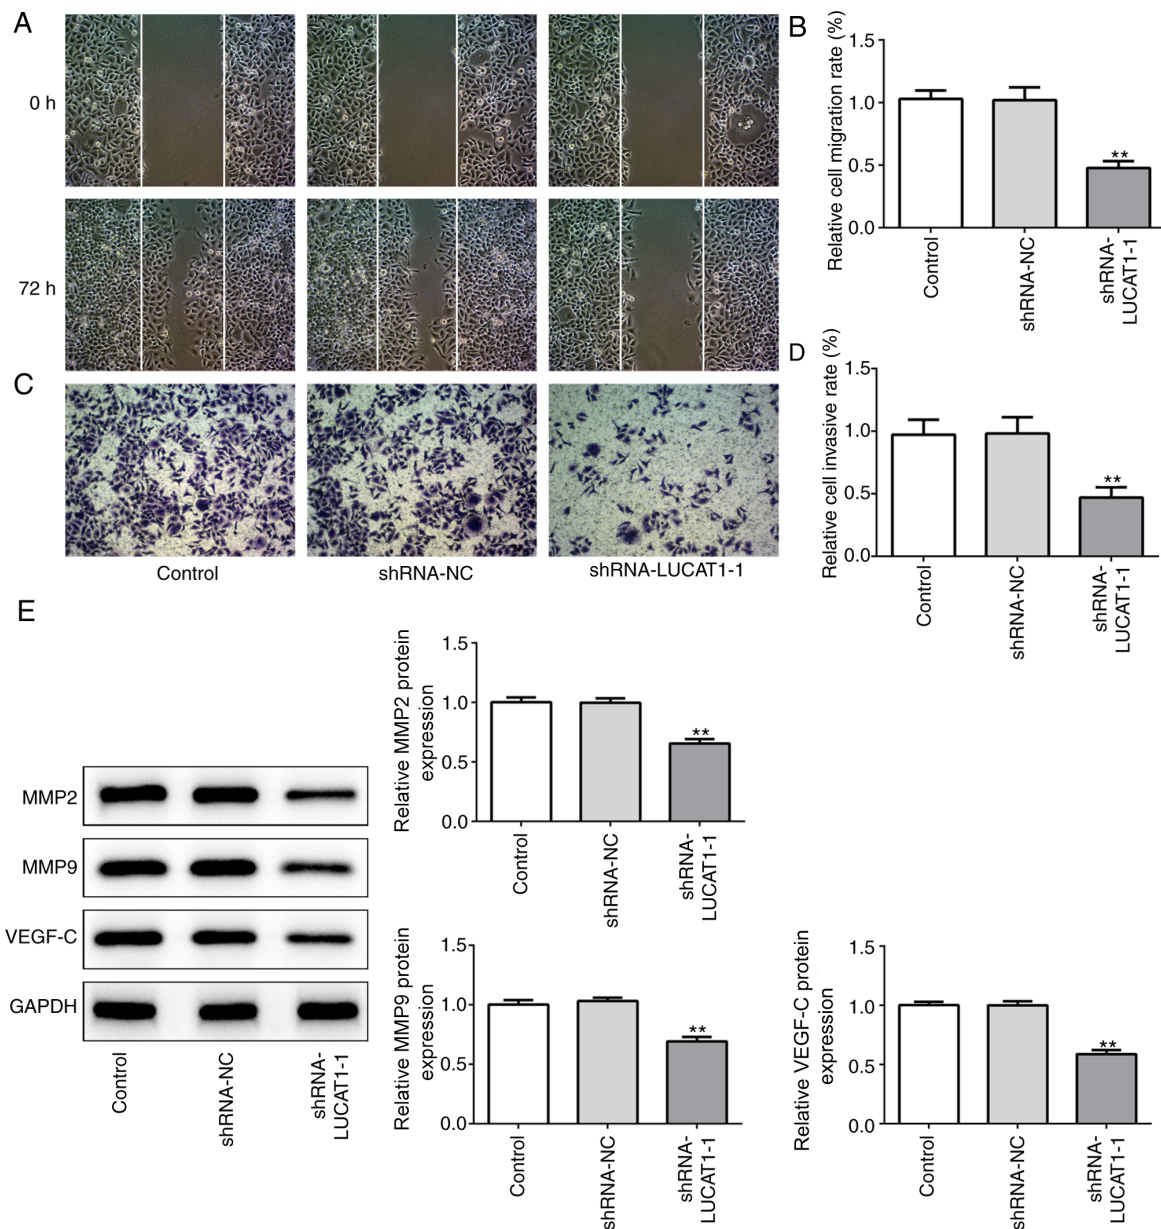 A
0 h
72 h
B
Relative cell migration rate (%)
1.5
1.0
0.5
0.0
**
Control
shRNA-NC
shRNA-
LUCAT1-1
C
Control
shRNA-NC
shRNA-LUCAT1-1
D
Relative cell invasive rate (%)
1.5
1.0
0.5
0.0
**
Control
shRNA-NC
shRNA-
LUCAT1-1
E
MMP2
MMP9
VEGF-C
GAPDH
Control
shRNA-NC
shRNA-
LUCAT1-1
Relative MMP2 protein
expression
1.5
1.0
0.5
0.0
**
Control
shRNA-NC
shRNA-
LUCAT1-1
Relative MMP9 protein
expression
1.5
1.0
0.5
0.0
**
Control
shRNA-NC
shRNA-
LUCAT1-1
Relative VEGF-C protein
expression
1.5
1.0
0.5
0.0
**
Control
shRNA-NC
shRNA-
LUCAT1-1